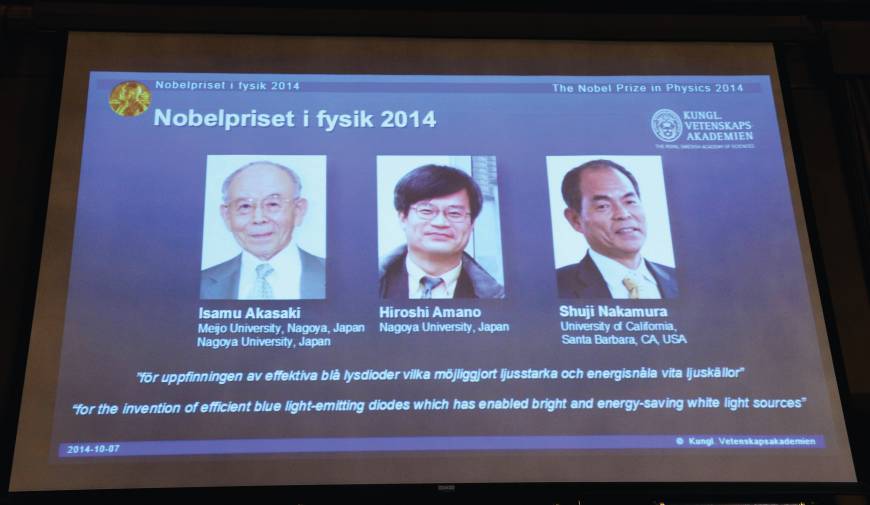 Nobelpriset i fysik 2014
The Nobel Prize in Physics 2014
Nobelpriset i fysik 2014
KUNGL.
VETENSKAPS-
AKADEMIEN
THE ROYAL SWEDISH ACADEMY OF SCIENCES
Isamu Akasaki
Meijo University, Nagoya, Japan
Nagoya University, Japan
Hiroshi Amano
Nagoya University, Japan
Shuji Nakamura
University of California,
Santa Barbara, CA, USA
"för uppfinningen av effektiva blå lysdioder vilka möjliggjort ljusstarka och energisnåla vita ljuskällor"
"for the invention of efficient blue light-emitting diodes which has enabled bright and energy-saving white light sources"
2014-10-07
© Kungl. Vetenskapsakademien